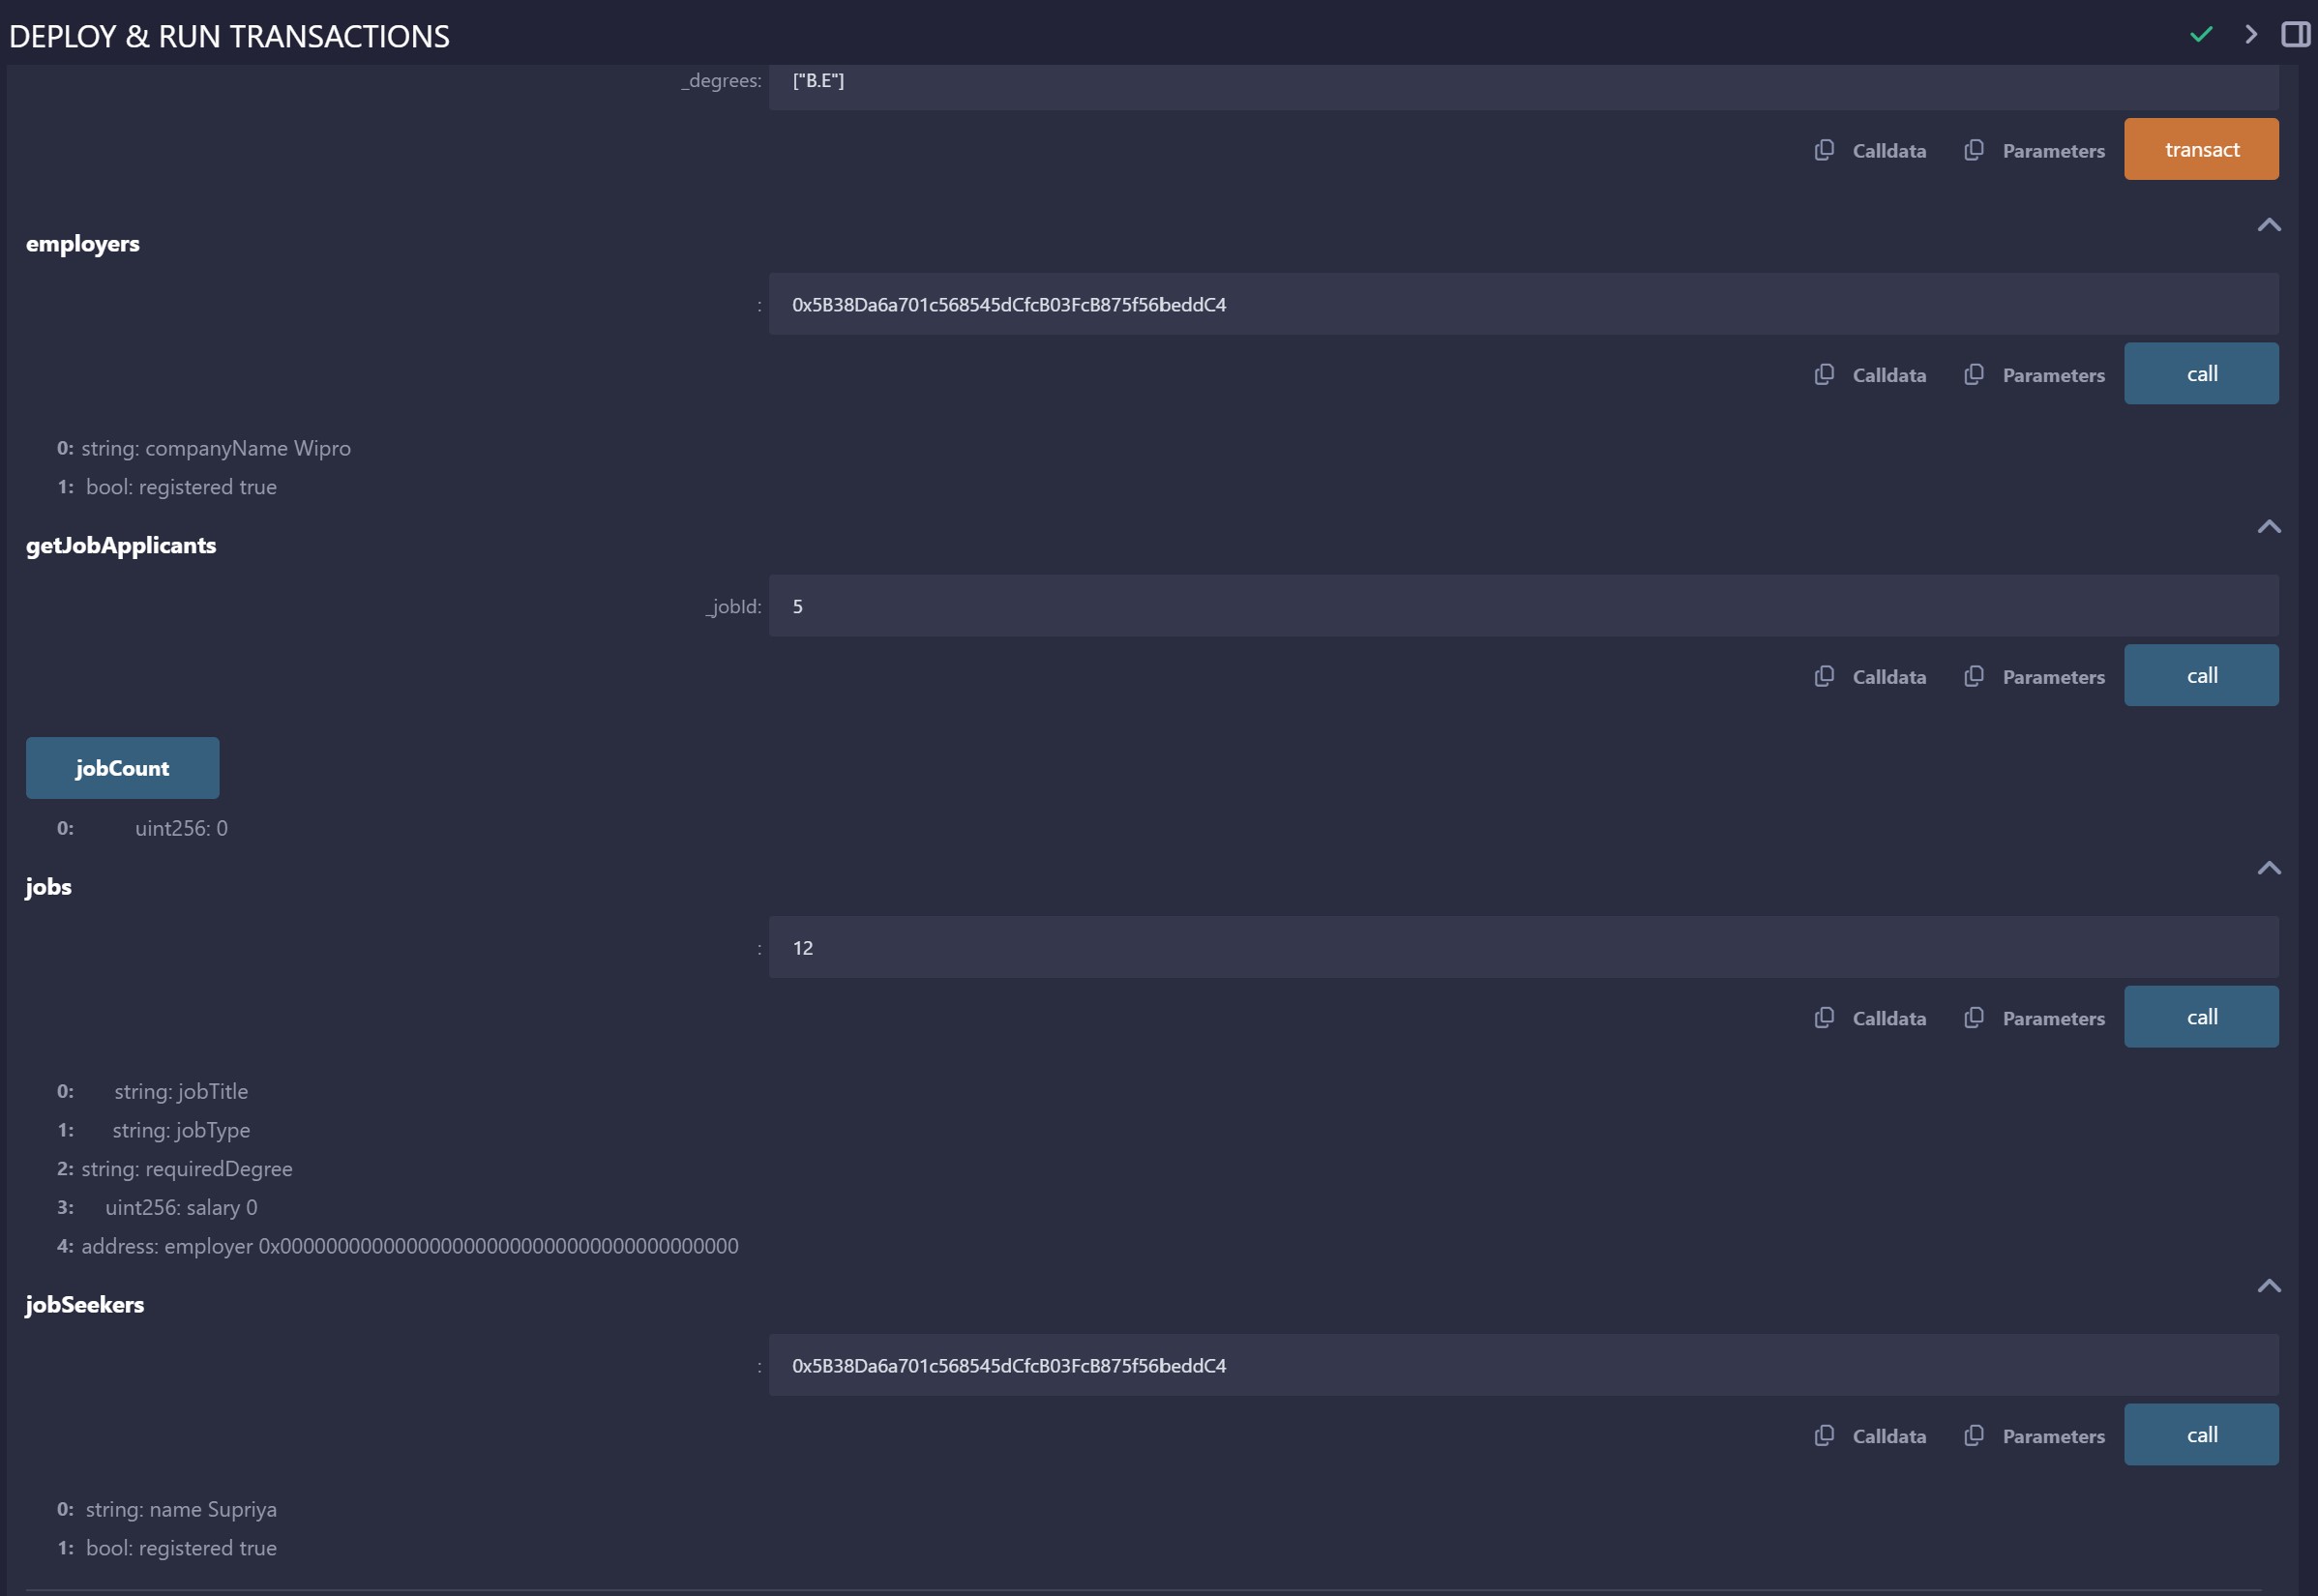 DEPLOY & RUN TRANSACTIONS
_degrees: ["B.E"]
Calldata Parameters transact
employers
: 0x5B38Da6a701c568545dCfcB03FcB875f56beddC4
Calldata Parameters call
0: string: companyName Wipro
1: bool: registered true
getJobApplicants
_jobId: 5
Calldata Parameters call
jobCount
0: uint256: 0
jobs
: 12
Calldata Parameters call
0: string: jobTitle
1: string: jobType
2: string: requiredDegree
3: uint256: salary 0
4: address: employer 0x0000000000000000000000000000000000000000
jobSeekers
: 0x5B38Da6a701c568545dCfcB03FcB875f56beddC4
Calldata Parameters call
0: string: name Supriya
1: bool: registered true